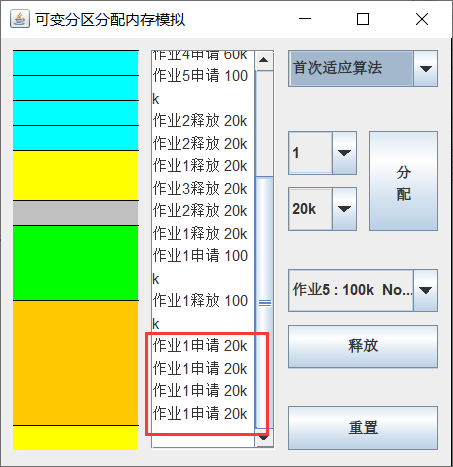 可变分区分配内存模拟
作业4申请 60k
作业5申请 100
k
作业2释放 20k
作业2释放 20k
作业1释放 20k
作业3释放 20k
作业2释放 20k
作业1释放 20k
作业1申请 100
k
作业1释放 100
k
作业1申请 20k
作业1申请 20k
作业1申请 20k
作业1申请 20k
首次适应算法
1
20k
分
配
作业5 : 100k No...
释放
重置